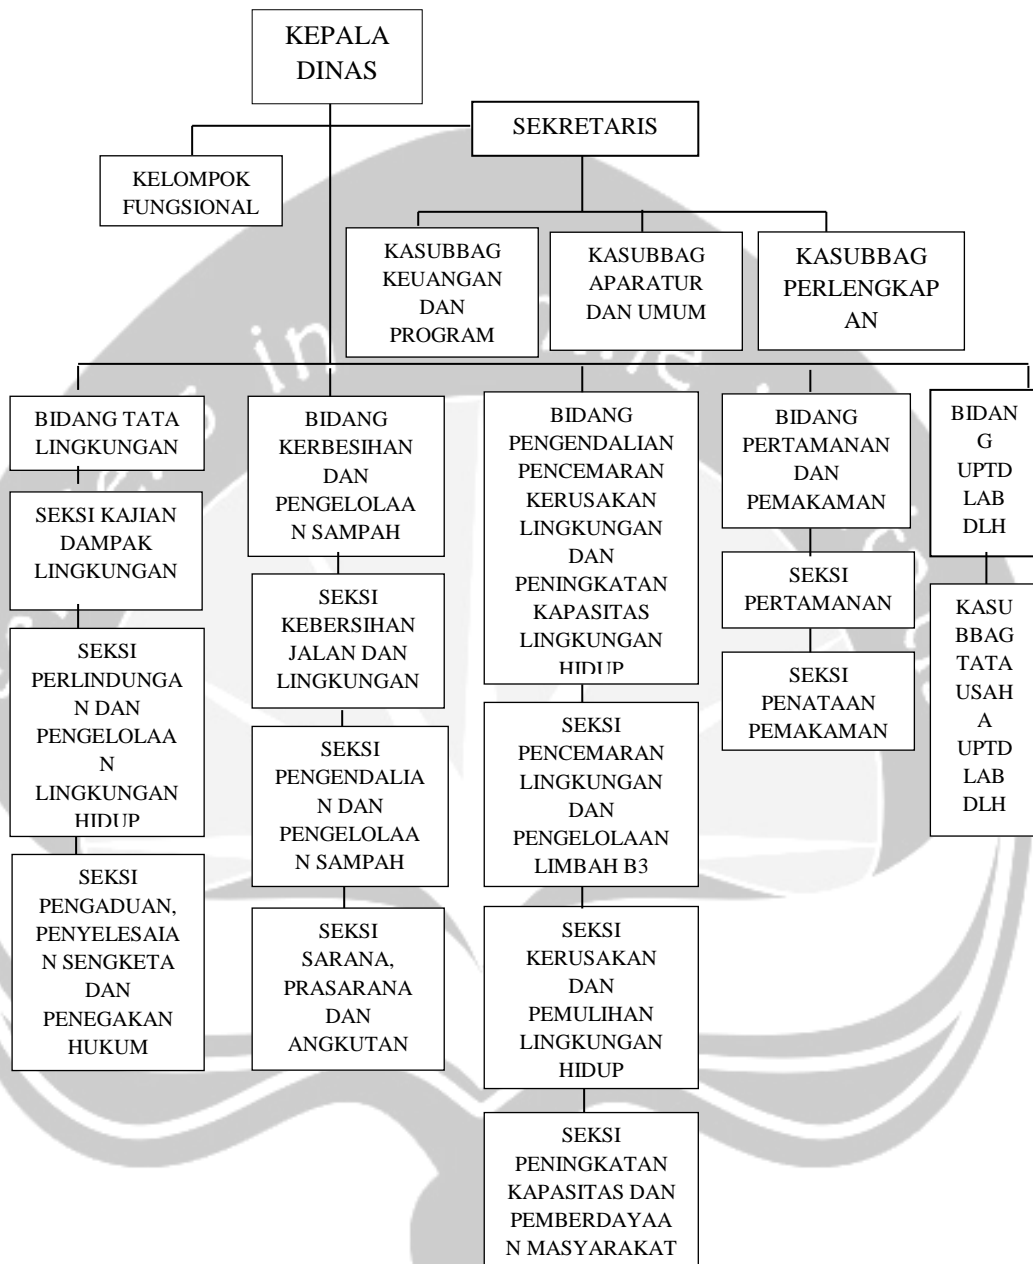 KEPALA
DINAS
SEKRETARIS
KELOMPOK
FUNGSIONAL
KASUBBAG
KEUANGAN
DAN
PROGRAM
KASUBBAG
APARATUR
DAN UMUM
KASUBBAG
PERLENGKAP
AN
BIDANG TATA
LINGKUNGAN
SEKSI KAJIAN
DAMPAK
LINGKUNGAN
SEKSI
PERLINDUNGA
N DAN
PENGELOLAA
N
LINGKUNGAN
HIDUP
SEKSI
PENGADUAN,
PENYELESAIA
N SENGKETA
DAN
PENEGAKAN
HUKUM
BIDANG
KERBESIHAN
DAN
PENGELOLAA
N SAMPAH
SEKSI
KEBERSIHAN
JALAN DAN
LINGKUNGAN
SEKSI
PENGENDALIA
N DAN
PENGELOLAA
N SAMPAH
SEKSI
SARANA,
PRASARANA
DAN
ANGKUTAN
BIDANG
PENGENDALIAN
PENCEMARAN
KERUSAKAN
LINGKUNGAN
DAN
PENINGKATAN
KAPASITAS
LINGKUNGAN
HIDUP
SEKSI
PENCEMARAN
LINGKUNGAN
DAN
PENGELOLAAN
LIMBAH B3
SEKSI
KERUSAKAN
DAN
PEMULIHAN
LINGKUNGAN
HIDUP
SEKSI
PENINGKATAN
KAPASITAS DAN
PEMBERDAYAA
N MASYARAKAT
BIDANG
PERTAMANAN
DAN
PEMAKAMAN
SEKSI
PERTAMANAN
SEKSI
PENATAAN
PEMAKAMAN
BIDAN
G
UPTD
LAB
DLH
KASU
BBAG
TATA
USAH
A
UPTD
LAB
DLH
in